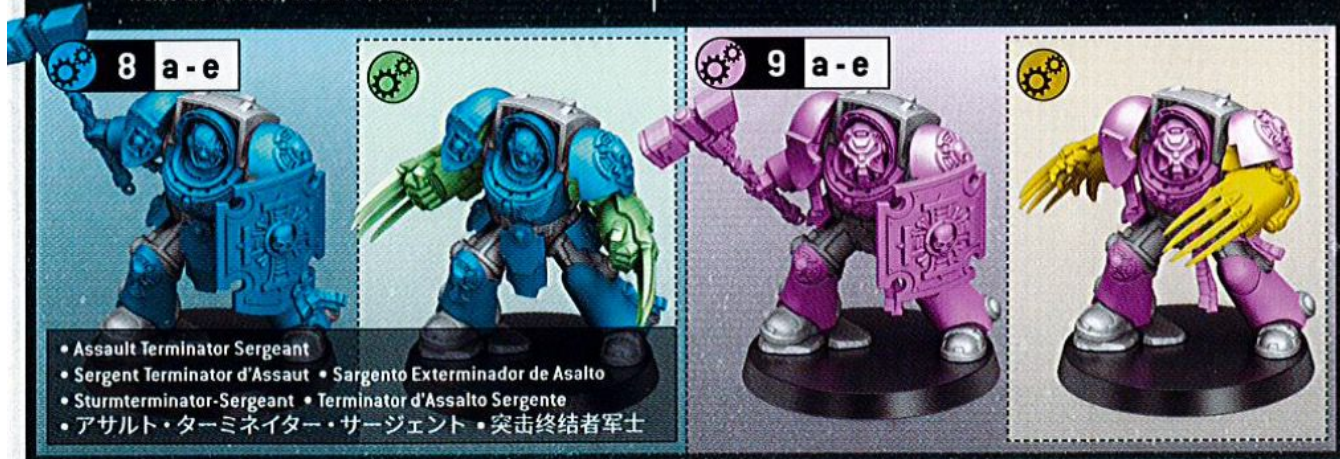 8 a-e
9 a-e
• Assault Terminator Sergeant
• Sergent Terminator d'Assaut • Sargento Exterminador de Asalto
• Sturmterminator-Sergeant • Terminator d'Assalto Sergente
• アサルト・ターミネイター・サージェント • 突击终结者军士